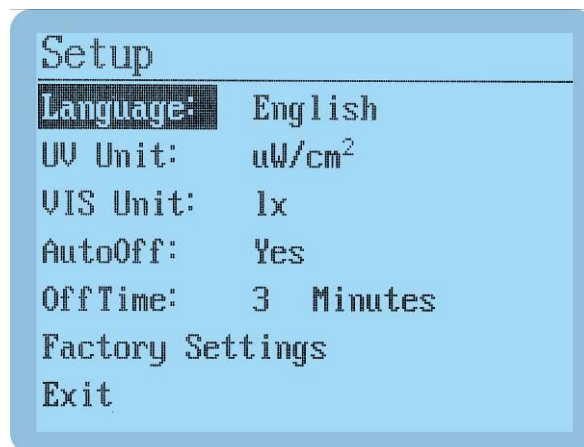 Setup
Language: English
UV Unit: uW/cm²
VIS Unit: lx
AutoOff: Yes
OffTime: 3 Minutes
Factory Settings
Exit